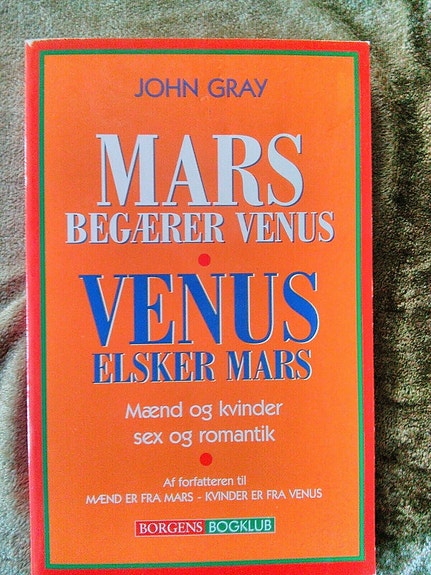 JOHN GRAY
MARS
BEGÆRER VENUS
VENUS
ELSKER MARS
Mænd og kvinder
sex og romantik
Af forfatteren til
MÆND ER FRA MARS - KVINDER ER FRA VENUS
BORGENS BOGKLUB